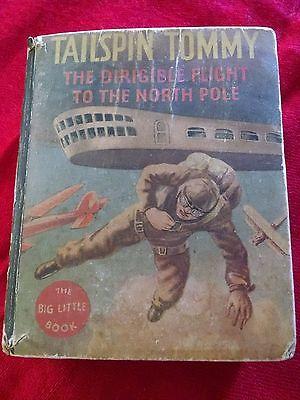 TAILSPIN TOMMY
THE DIRIGIBLE FLIGHT
TO THE NORTH POLE
THE
BIG LITTLE
BOOK